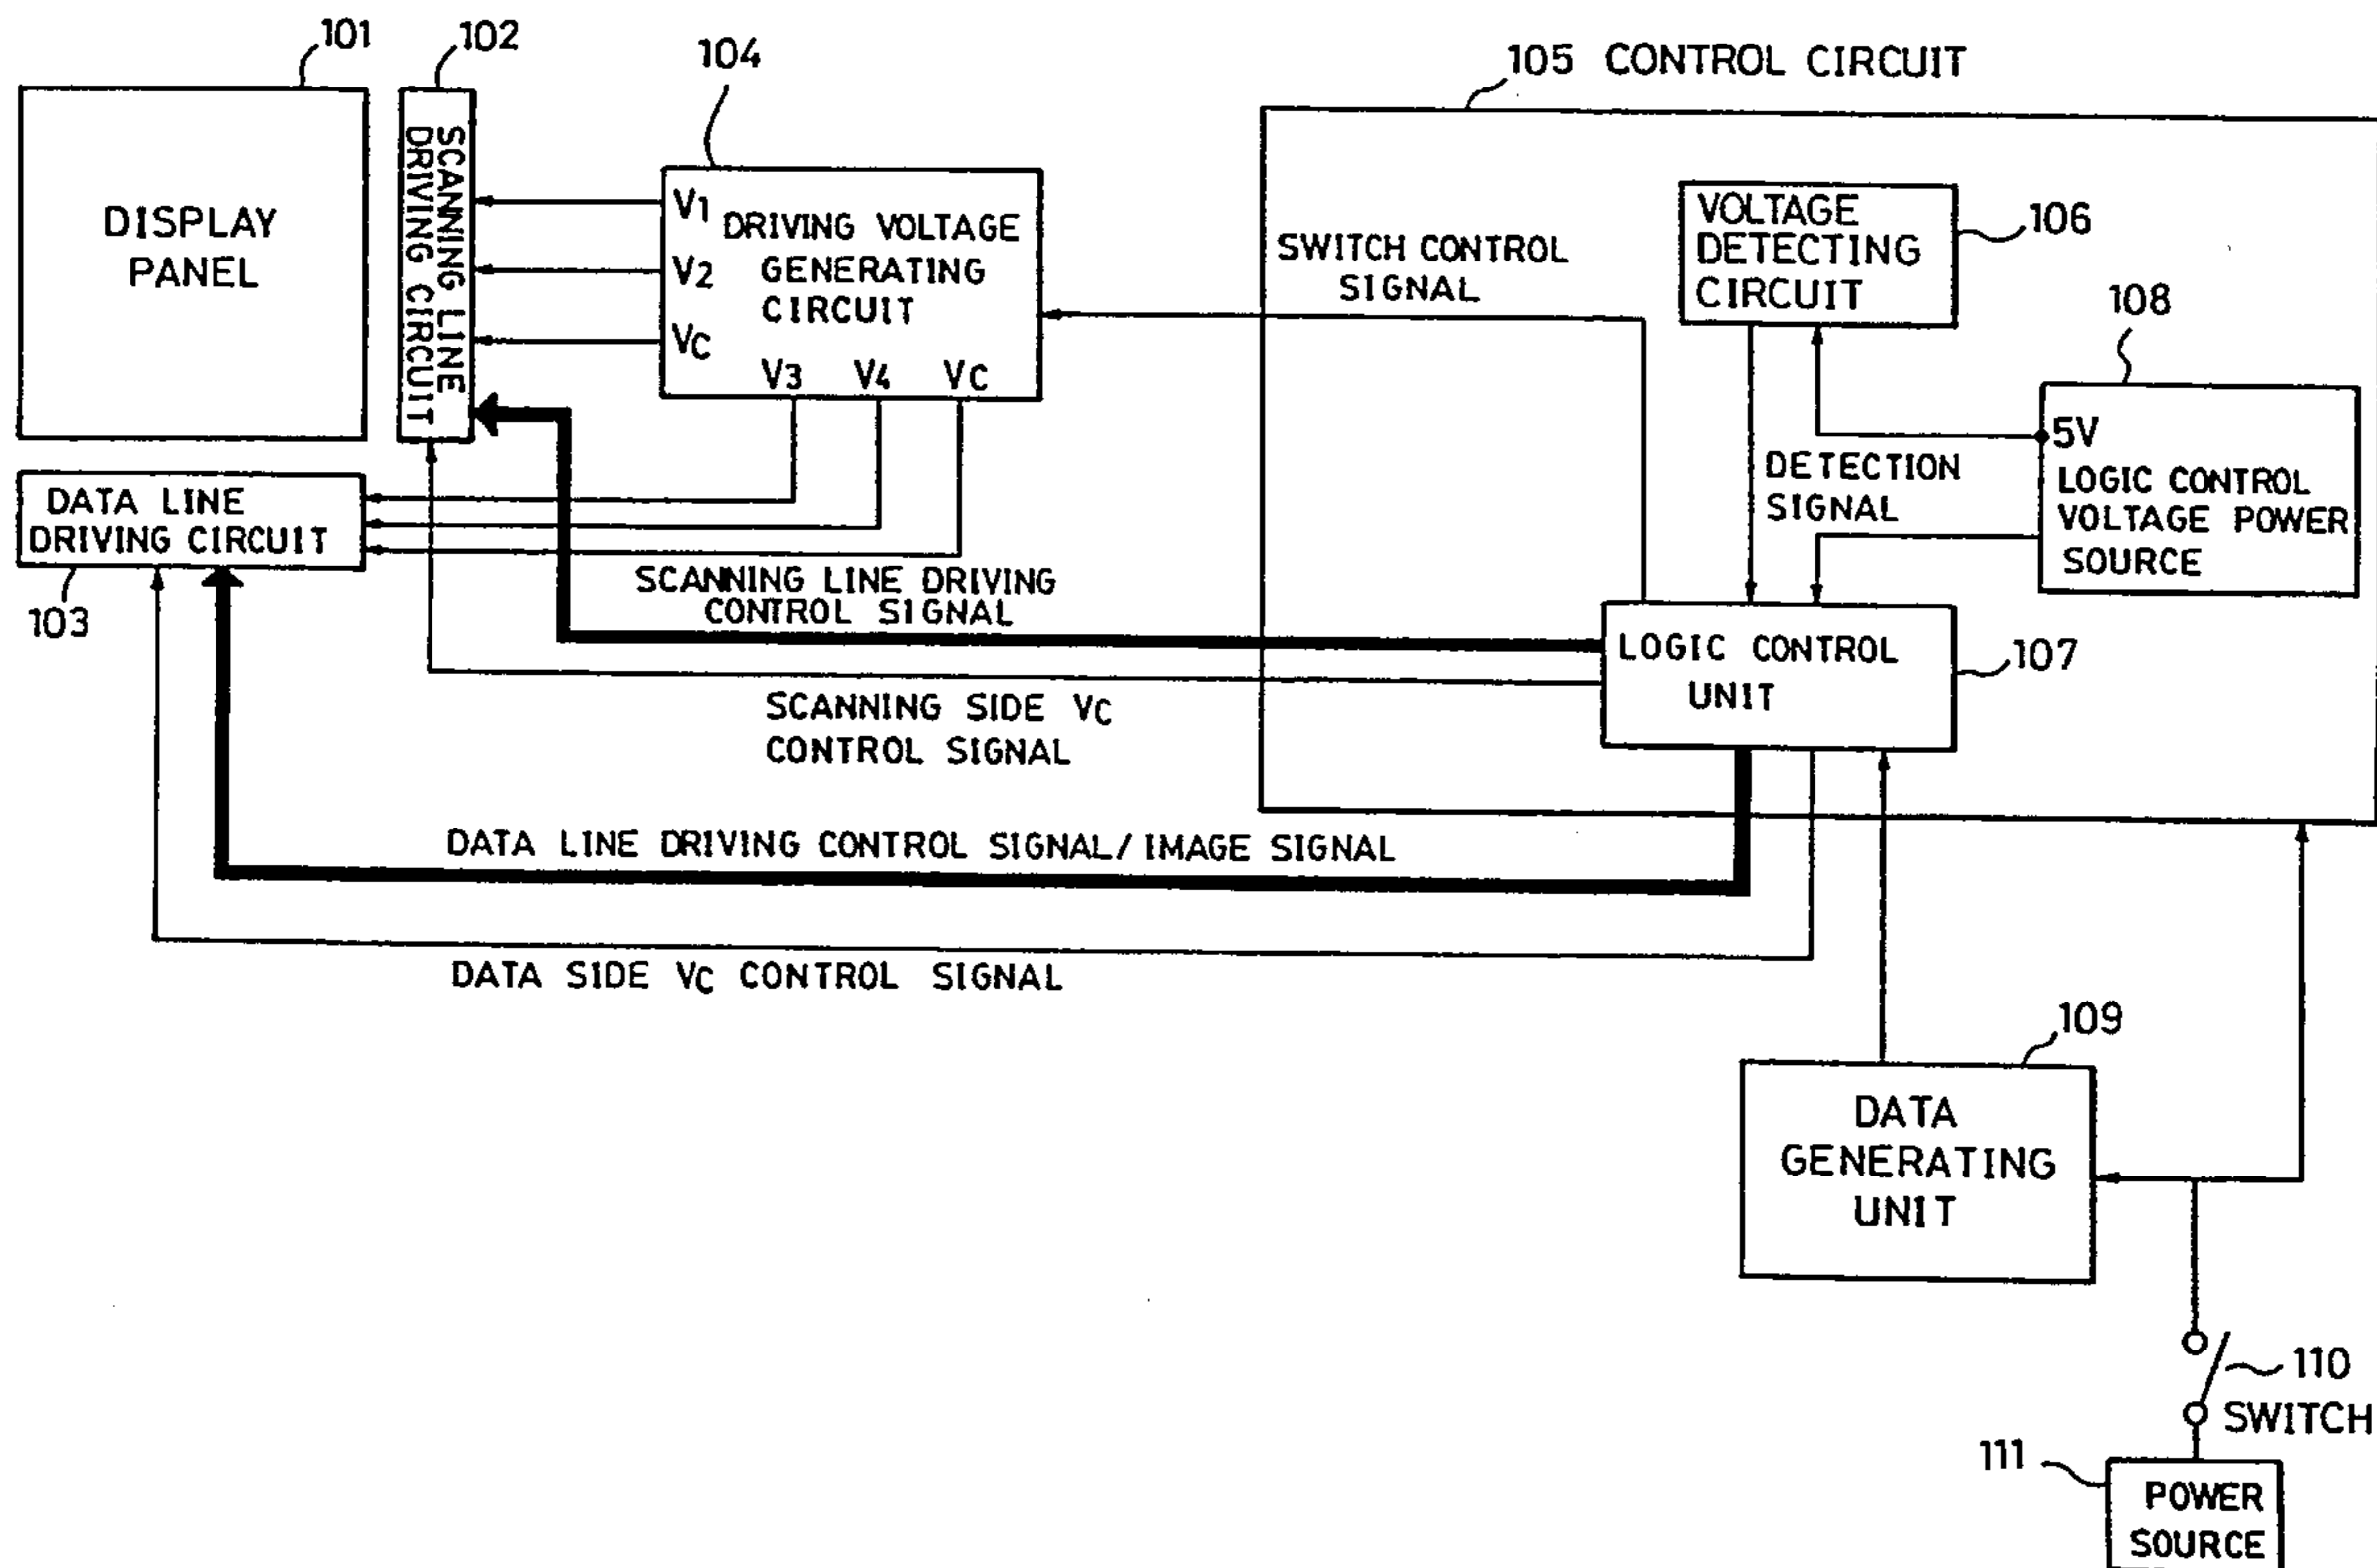 101
102
104
105 CONTROL CIRCUIT
DISPLAY
PANEL
SCANNING LINE
DRIVING CIRCUIT
V1
V2
VC
DRIVING VOLTAGE
GENERATING
CIRCUIT
V3 V4 VC
SWITCH CONTROL
SIGNAL
VOLTAGE
DETECTING
CIRCUIT
106
108
5V
LOGIC CONTROL
VOLTAGE POWER
SOURCE
DETECTION
SIGNAL
DATA LINE
DRIVING CIRCUIT
103
SCANNING LINE DRIVING
CONTROL SIGNAL
LOGIC CONTROL
UNIT
107
SCANNING SIDE VC
CONTROL SIGNAL
DATA LINE DRIVING CONTROL SIGNAL/IMAGE SIGNAL
DATA SIDE VC CONTROL SIGNAL
109
DATA
GENERATING
UNIT
110
SWITCH
111
POWER
SOURCE